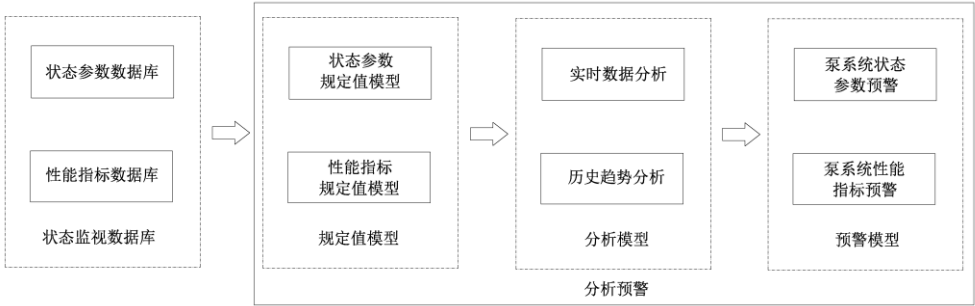 状态参数数据库
性能指标数据库
状态监视数据库
状态参数
规定值模型
性能指标
规定值模型
规定值模型
实时数据分析
历史趋势分析
分析模型
泵系统状态
参数预警
泵系统性能
指标预警
预警模型
分析预警